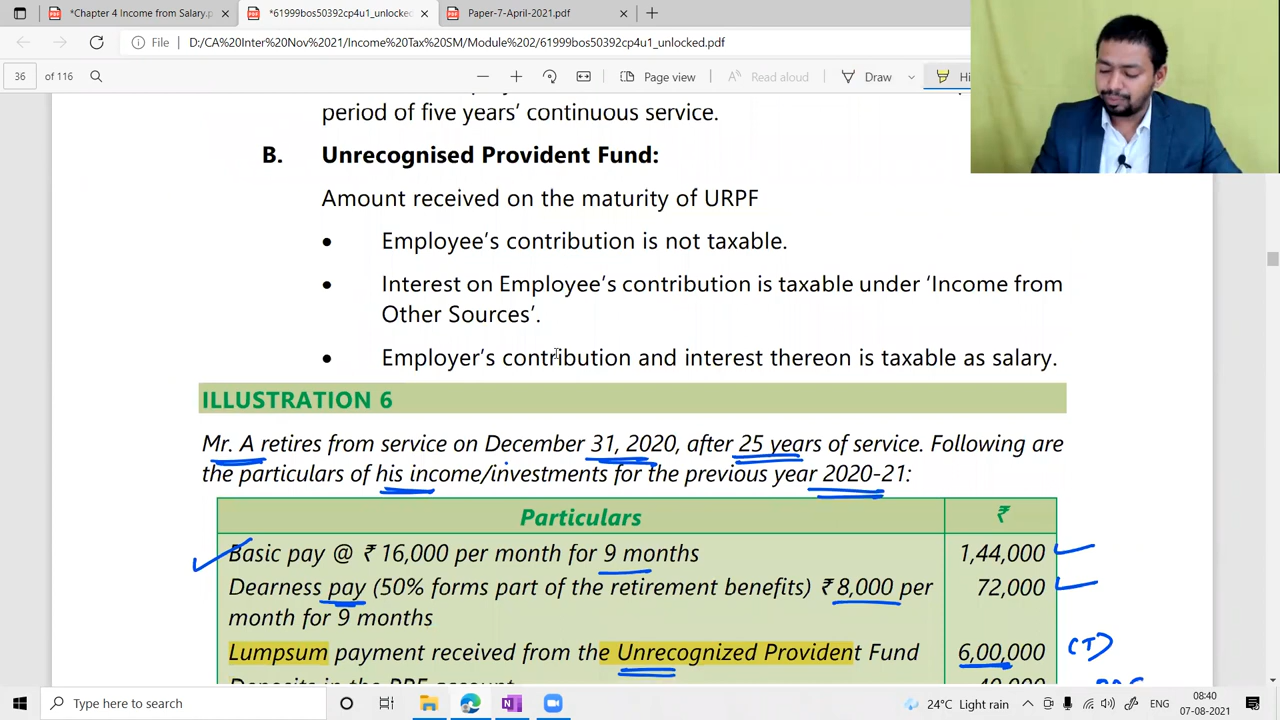 *Chapter 4 Income from Salary.p
*61999bos50392cp4u1_unlocked.
Paper-7-April-2021.pdf
File
D:/CA%20Inter%20Nov%2021/Income%20Tax%20SM/Module%202/61999bos50392cp4u1_unlocked.pdf
36 of 116
Page view
Read aloud
Draw
Hi
period of five years' continuous service.
B. Unrecognised Provident Fund:
Amount received on the maturity of URPF
• Employee's contribution is not taxable.
• Interest on Employee's contribution is taxable under 'Income from
Other Sources'.
• Employer's contribution and interest thereon is taxable as salary.
ILLUSTRATION 6
Mr. A retires from service on December 31, 2020, after 25 years of service. Following are
the particulars of his income/investments for the previous year 2020-21:
Particulars ₹
Basic pay @ ₹ 16,000 per month for 9 months 1,44,000
Dearness pay (50% forms part of the retirement benefits) ₹ 8,000 per 72,000
month for 9 months
Lumpsum payment received from the Unrecognized Provident Fund 6,00,000 (T)
Deposits in the PPF account 40,000
Type here to search
24°C Light rain
ENG
08:40
07-08-2021